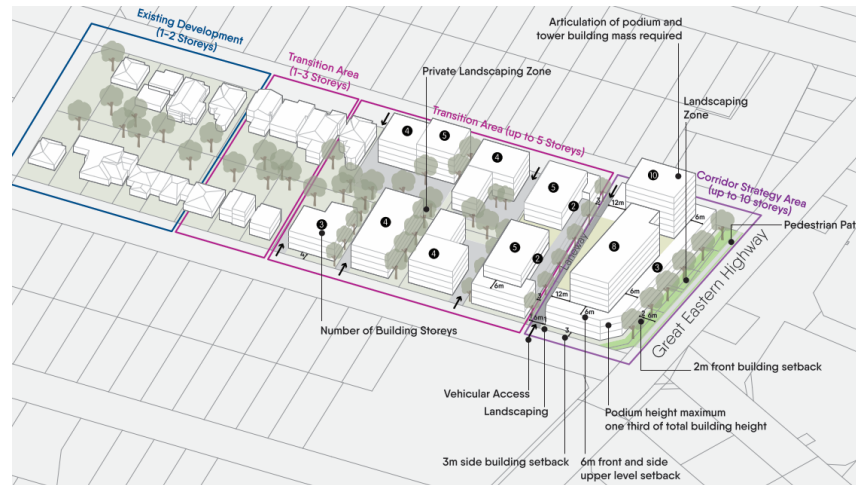 Existing Development
(1-2 Storeys)
Transition Area
(1-3 Storeys)
Private Landscaping Zone
Transition Area (up to 5 Storeys)
Articulation of podium and
tower building mass required
Landscaping
Zone
Corridor Strategy Area
(up to 10 storeys)
Pedestrian Pat
Great Eastern Highway
Laneway
4
5
4
5
2
10
3
4
4
5
2
8
3
12m
6m
6m
6m
12m
6m
3
6m
Number of Building Storeys
Vehicular Access
Landscaping
3m side building setback
6m front and side
upper level setback
Podium height maximum
one third of total building height
2m front building setback